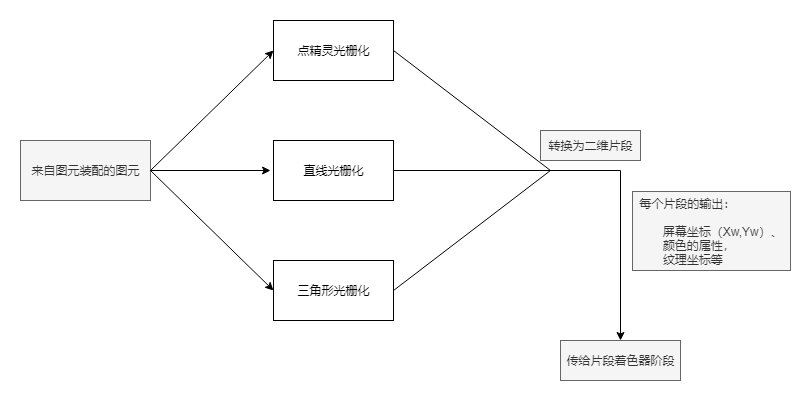 点精灵光栅化
来自图元装配的图元
直线光栅化
三角形光栅化
转换为二维片段
每个片段的输出：
屏幕坐标（Xw,Yw）、
颜色的属性，
纹理坐标等
传给片段着色器阶段